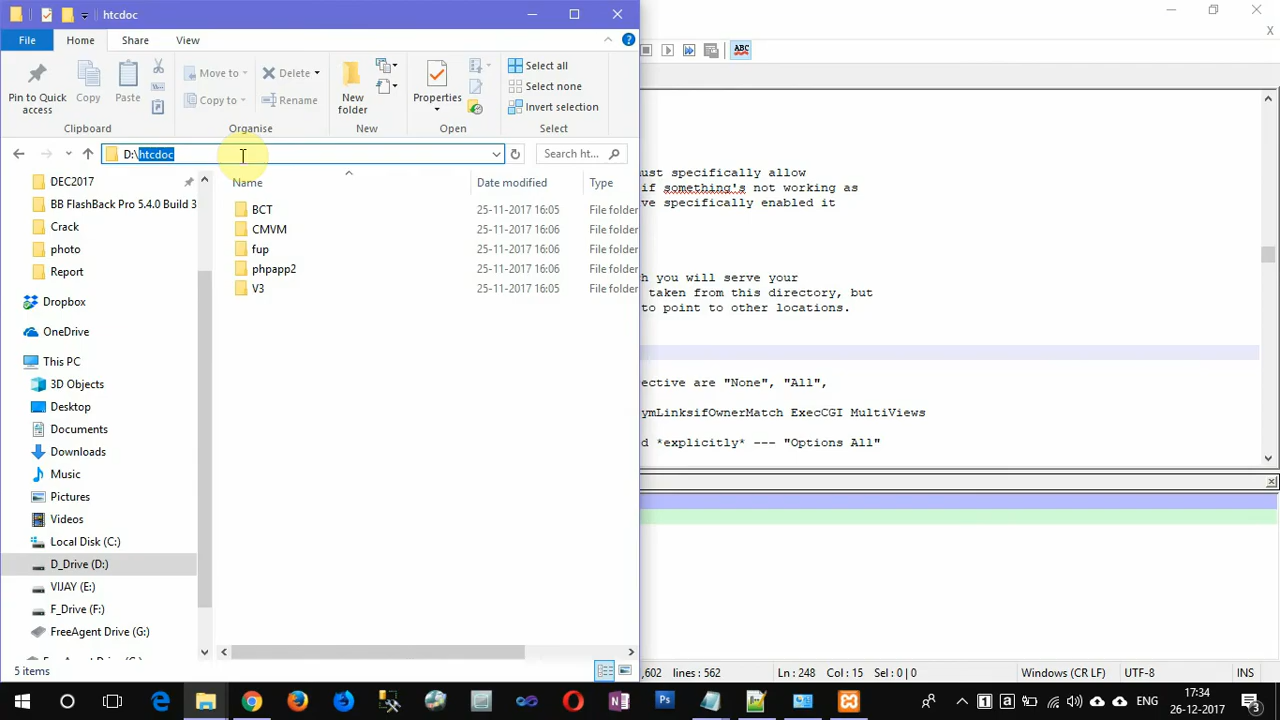 htcdoc
File
Home
Share
View
Pin to Quick access
Copy
Paste
Clipboard
Move to
Copy to
Delete
Rename
Organise
New folder
New
Properties
Open
Select all
Select none
Invert selection
Select
D:\htcdoc
Search ht...
Name
Date modified
Type
BCT 25-11-2017 16:05 File folder
CMVM 25-11-2017 16:06 File folder
fup 25-11-2017 16:06 File folder
phpapp2 25-11-2017 16:06 File folder
V3 25-11-2017 16:05 File folder
DEC2017
BB FlashBack Pro 5.4.0 Build 3
Crack
photo
Report
Dropbox
OneDrive
This PC
3D Objects
Desktop
Documents
Downloads
Music
Pictures
Videos
Local Disk (C:)
D_Drive (D:)
VIJAY (E:)
F_Drive (F:)
FreeAgent Drive (G:)
5 items
ABC
X
ust specifically allow
if something's not working as
ve specifically enabled it
h you will serve your
taken from this directory, but
to point to other locations.
ective are "None", "All",
ymLinksifOwnerMatch ExecCGI MultiViews
d *explicitly* --- "Options All"
,602 lines : 562
Ln : 248 Col : 15 Sel : 0 | 0
Windows (CR LF)
UTF-8
INS
ENG
17:34
26-12-2017
3